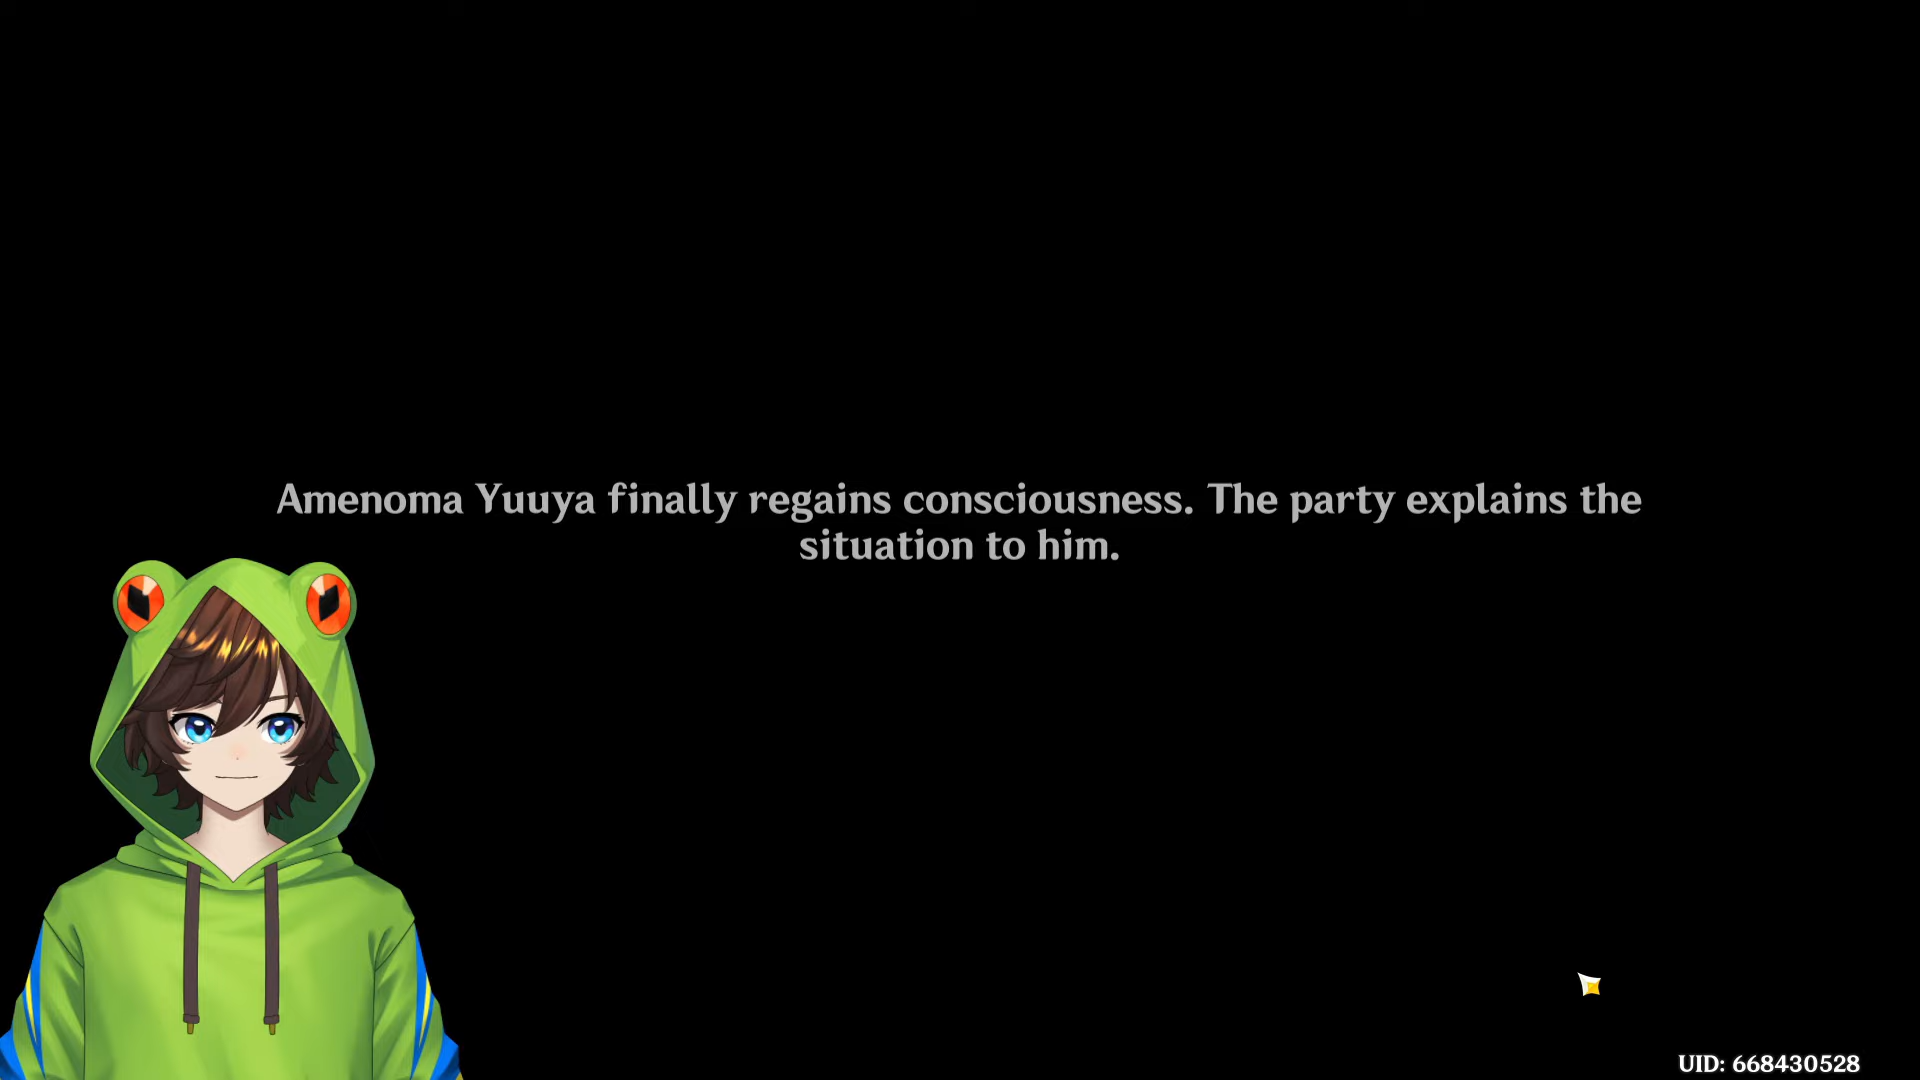 Amenoma Yuuya finally regains consciousness. The party explains the
situation to him.
UID: 668430528